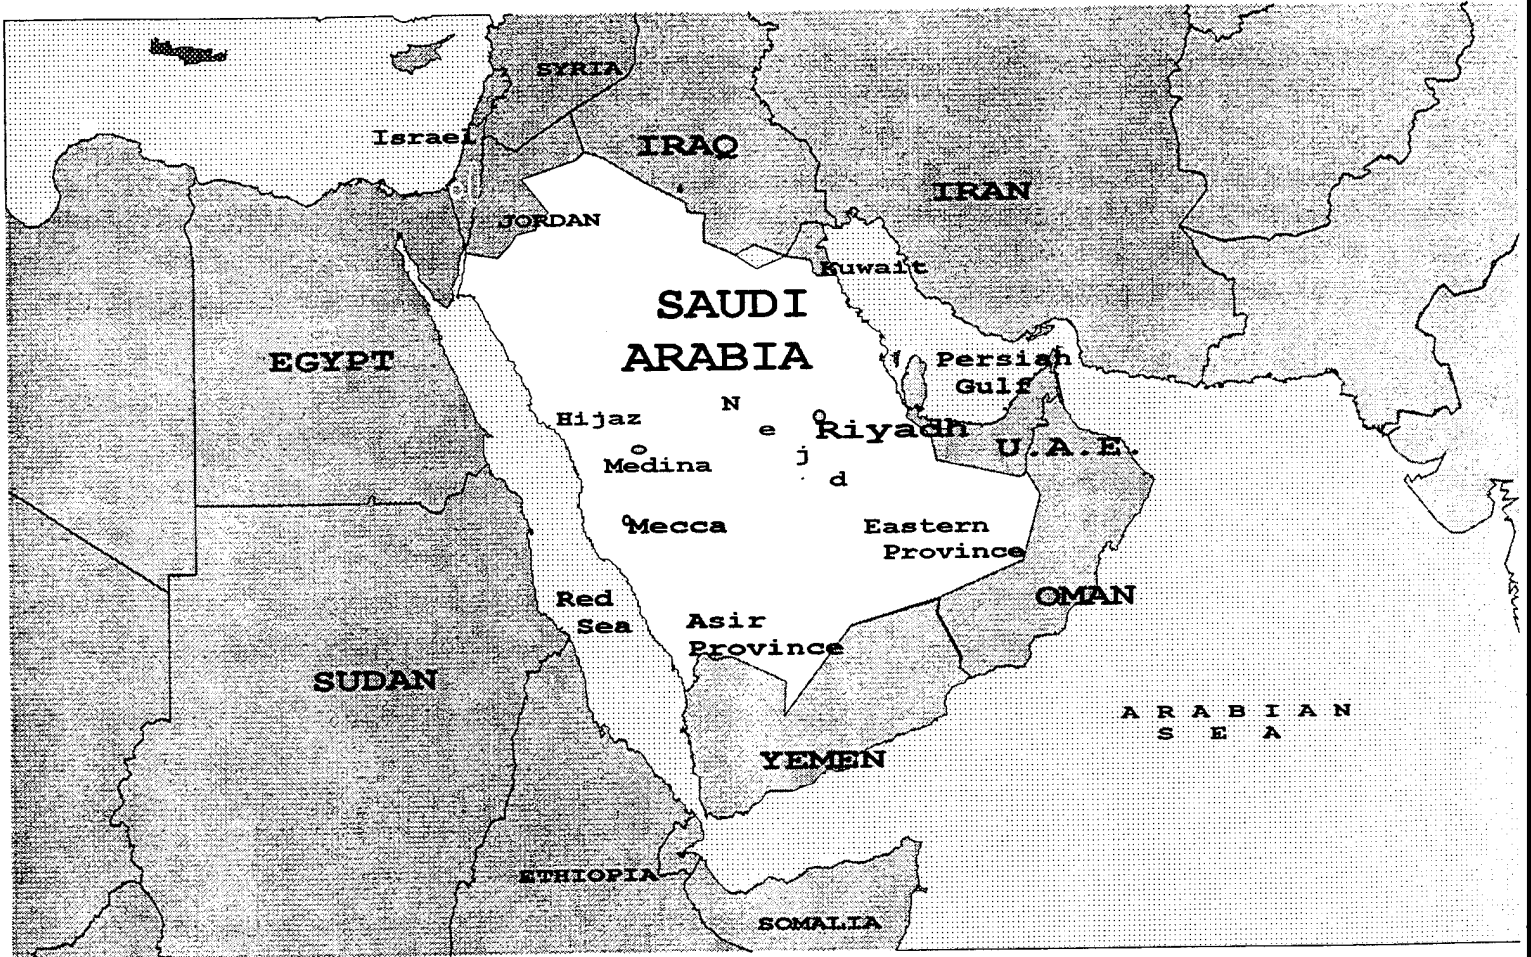 SYRIA
Israel
IRAQ
IRAN
JORDAN
Kuwait
SAUDI
ARABIA
EGYPT
Persian
Gulf
N
e
j
d
Hijaz
Riyadh
U.A.E.
Medina
Mecca
Eastern
Province
Red
Sea
OMAN
Asir
Province
SUDAN
ARABIAN
SEA
YEMEN
ETHIOPIA
SOMALIA